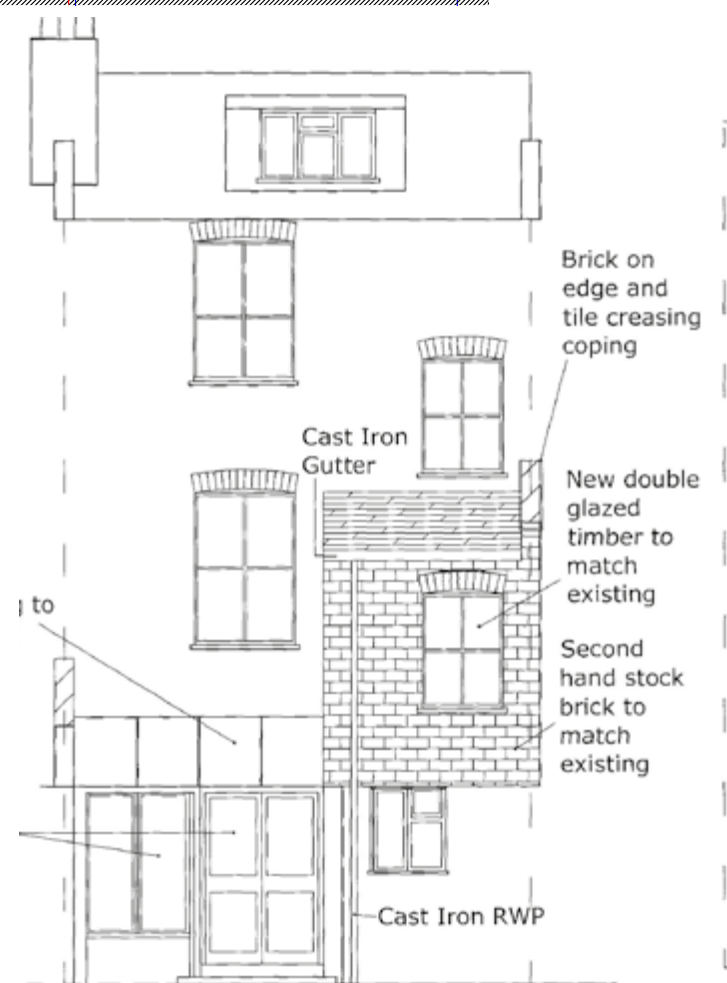 Brick on
edge and
tile creasing
coping
Cast Iron
Gutter
New double
glazed
timber to
match
existing
to
Second
hand stock
brick to
match
existing
Cast Iron RWP